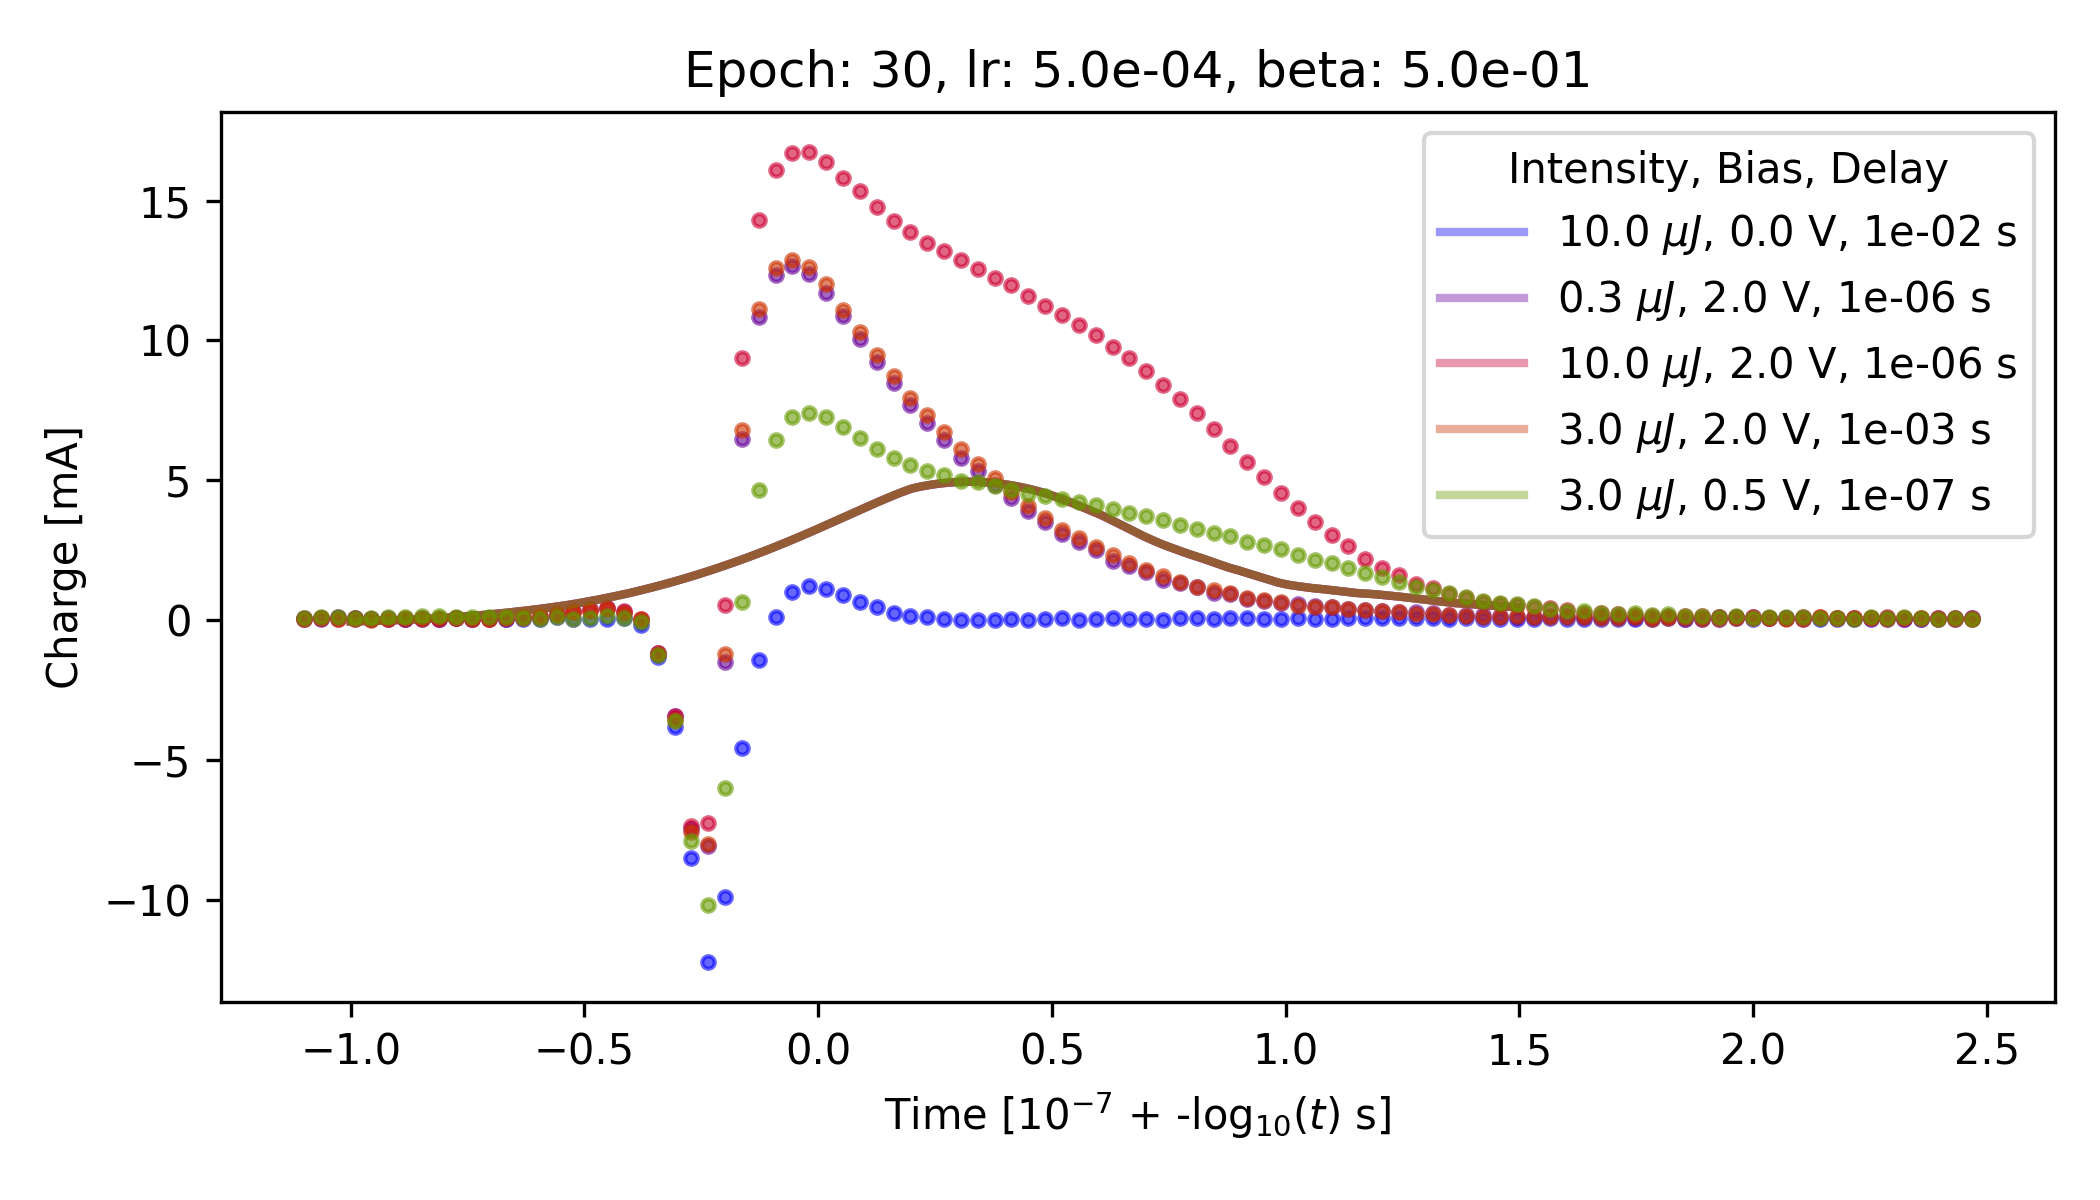 Epoch: 30, lr: 5.0e-04, beta: 5.0e-01
Charge [mA]
15
10
5
0
−5
−10
Intensity, Bias, Delay
10.0 μJ, 0.0 V, 1e-02 s
0.3 μJ, 2.0 V, 1e-06 s
10.0 μJ, 2.0 V, 1e-06 s
3.0 μJ, 2.0 V, 1e-03 s
3.0 μJ, 0.5 V, 1e-07 s
−1.0 −0.5 0.0 0.5 1.0 1.5 2.0 2.5
Time [10⁻⁷ + -log₁₀(t) s]